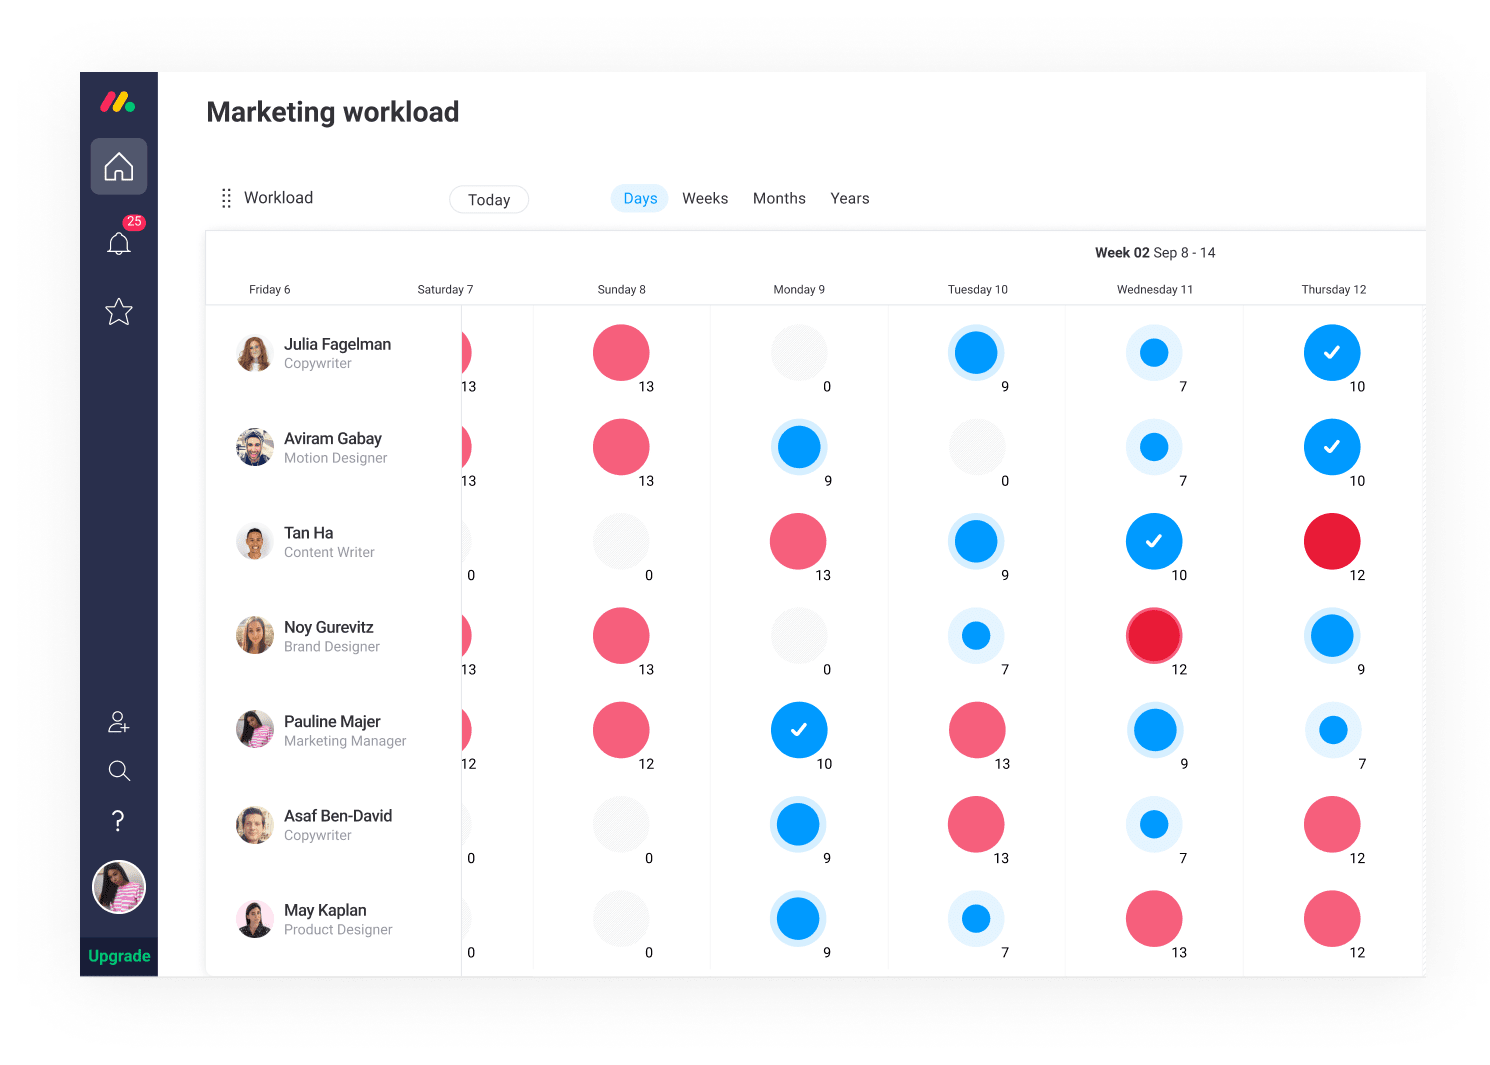 Marketing workload
25
Workload
Today
Days Weeks Months Years
Week 02 Sep 8 - 14
Friday 6 Saturday 7 Sunday 8 Monday 9 Tuesday 10 Wednesday 11 Thursday 12
Julia Fagelman
Copywriter
13 13 0 9 7 10
Aviram Gabay
Motion Designer
13 13 9 0 7 10
Tan Ha
Content Writer
0 0 13 9 10 12
Noy Gurevitz
Brand Designer
13 13 0 7 12 9
Pauline Majer
Marketing Manager
12 12 10 13 9 7
Asaf Ben-David
Copywriter
0 0 9 13 7 12
May Kaplan
Product Designer
0 0 9 7 13 12
?
Upgrade